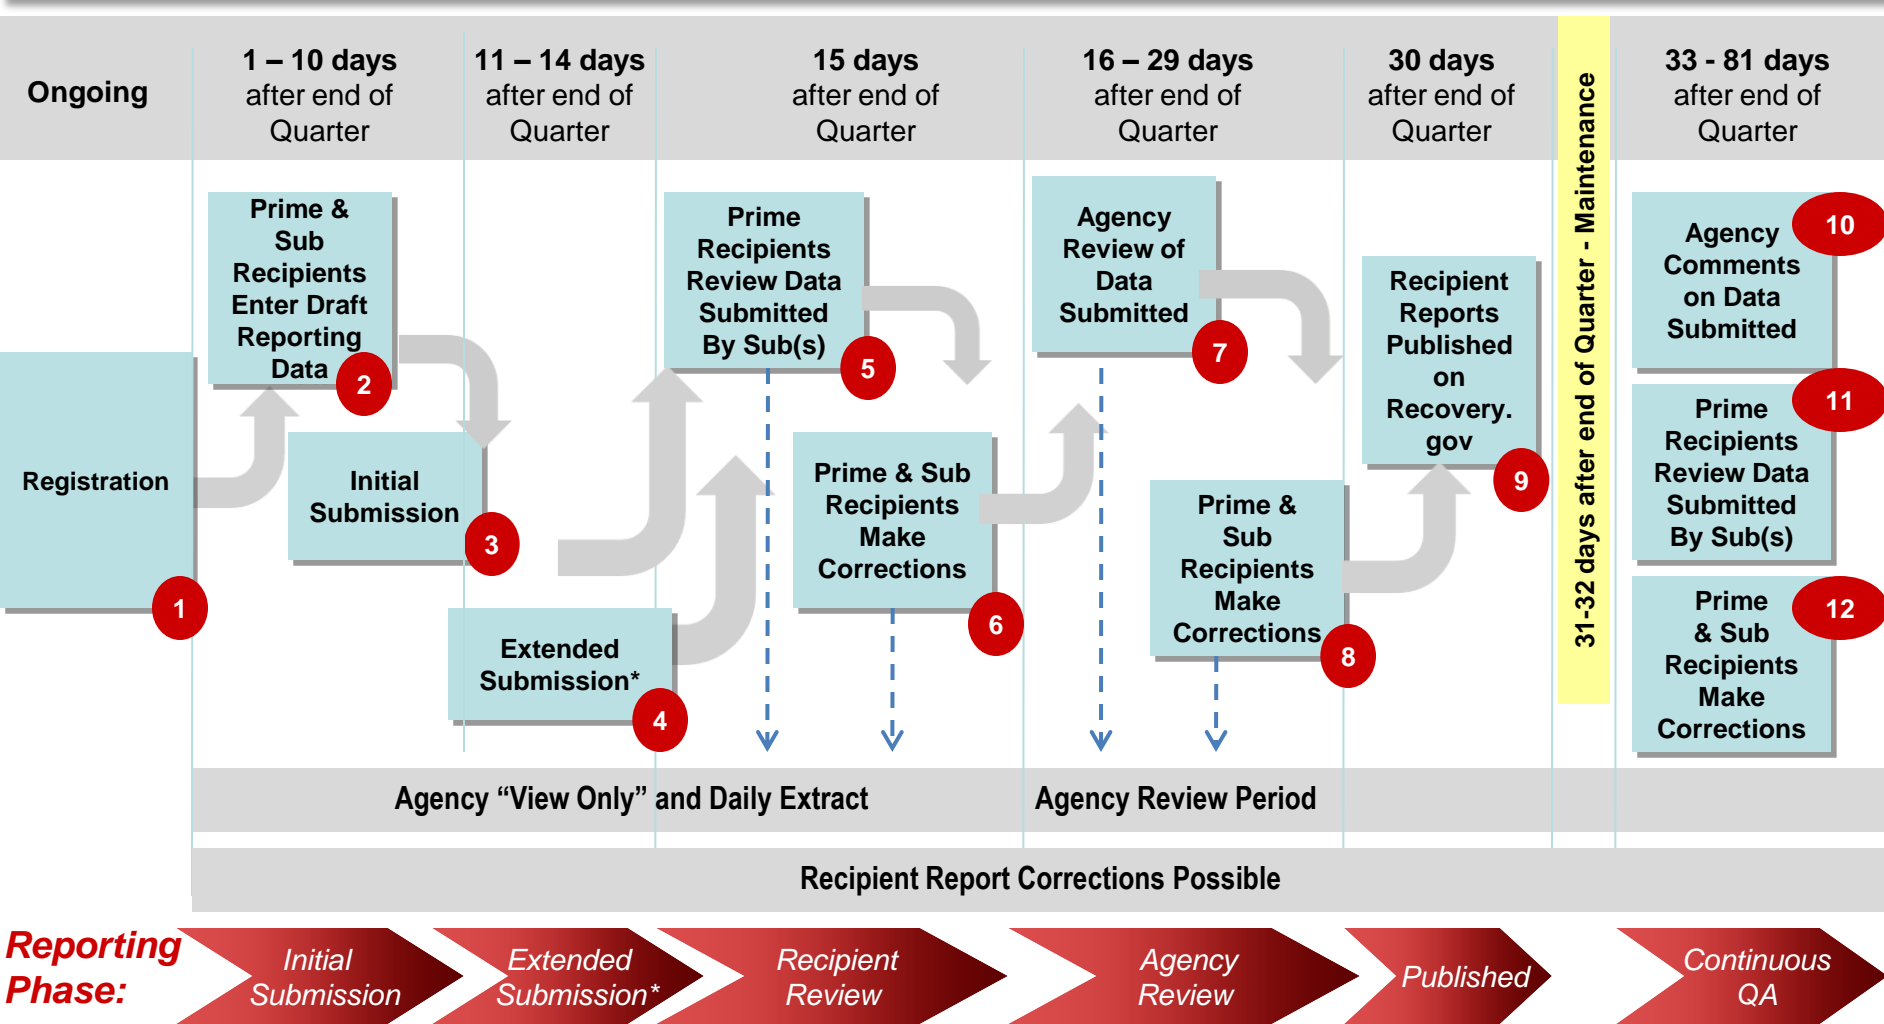 Ongoing
1 – 10 days
after end of
Quarter
11 – 14 days
after end of
Quarter
15 days
after end of
Quarter
16 – 29 days
after end of
Quarter
30 days
after end of
Quarter
31-32 days after end of Quarter - Maintenance
33 - 81 days
after end of
Quarter
Registration
1
Prime &
Sub
Recipients
Enter Draft
Reporting
Data
2
Initial
Submission
3
Extended
Submission*
4
Prime
Recipients
Review Data
Submitted
By Sub(s)
5
Prime & Sub
Recipients
Make
Corrections
6
Agency
Review of
Data
Submitted
7
Prime &
Sub
Recipients
Make
Corrections
8
Recipient
Reports
Published
on
Recovery.
gov
9
Agency
Comments
on Data
Submitted
10
Prime
Recipients
Review Data
Submitted
By Sub(s)
11
Prime
& Sub
Recipients
Make
Corrections
12
Agency “View Only” and Daily Extract
Agency Review Period
Recipient Report Corrections Possible
Reporting
Phase:
Initial
Submission
Extended
Submission*
Recipient
Review
Agency
Review
Published
Continuous
QA